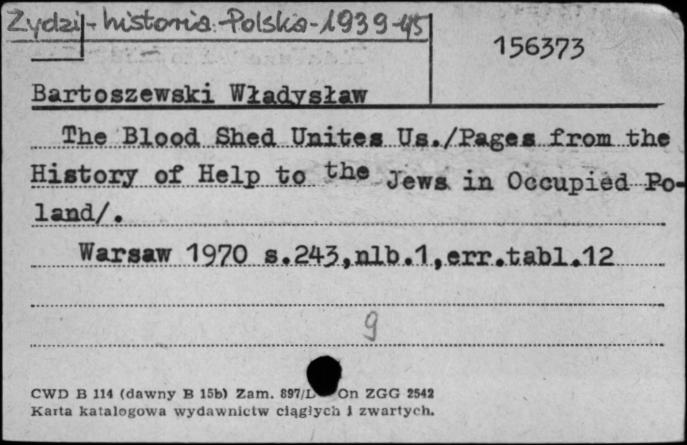 Żydzi - historia - Polska - 1939-45
156373
Bartoszewski Władysław
The Blood Shed Unites Us./Pages from the
History of Help to the Jews in Occupied Po-
land/.
Warsaw 1970 s.243,nlb.1,err.tabl.12
9
CWD B 114 (dawny B 15b) Zam. 897/D On ZGG 2542
Karta katalogowa wydawnictw ciągłych i zwartych.